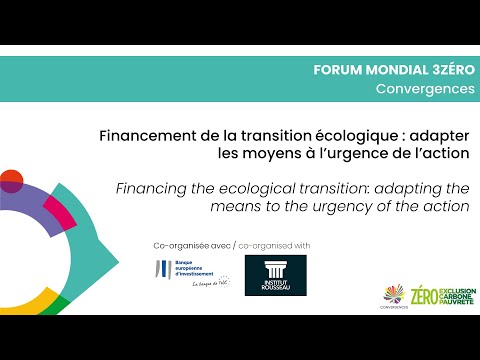 FORUM MONDIAL 3ZÉRO
Convergences
Financement de la transition écologique : adapter
les moyens à l'urgence de l'action
Financing the ecological transition: adapting the
means to the urgency of the action
Co-organisée avec / co-organised with
Banque
européenne
d'investissement
La banque de l'UE
INSTITUT
ROUSSEAU
CONVERGENCES
ZÉRO
EXCLUSION
CARBONE
PAUVRETÉ